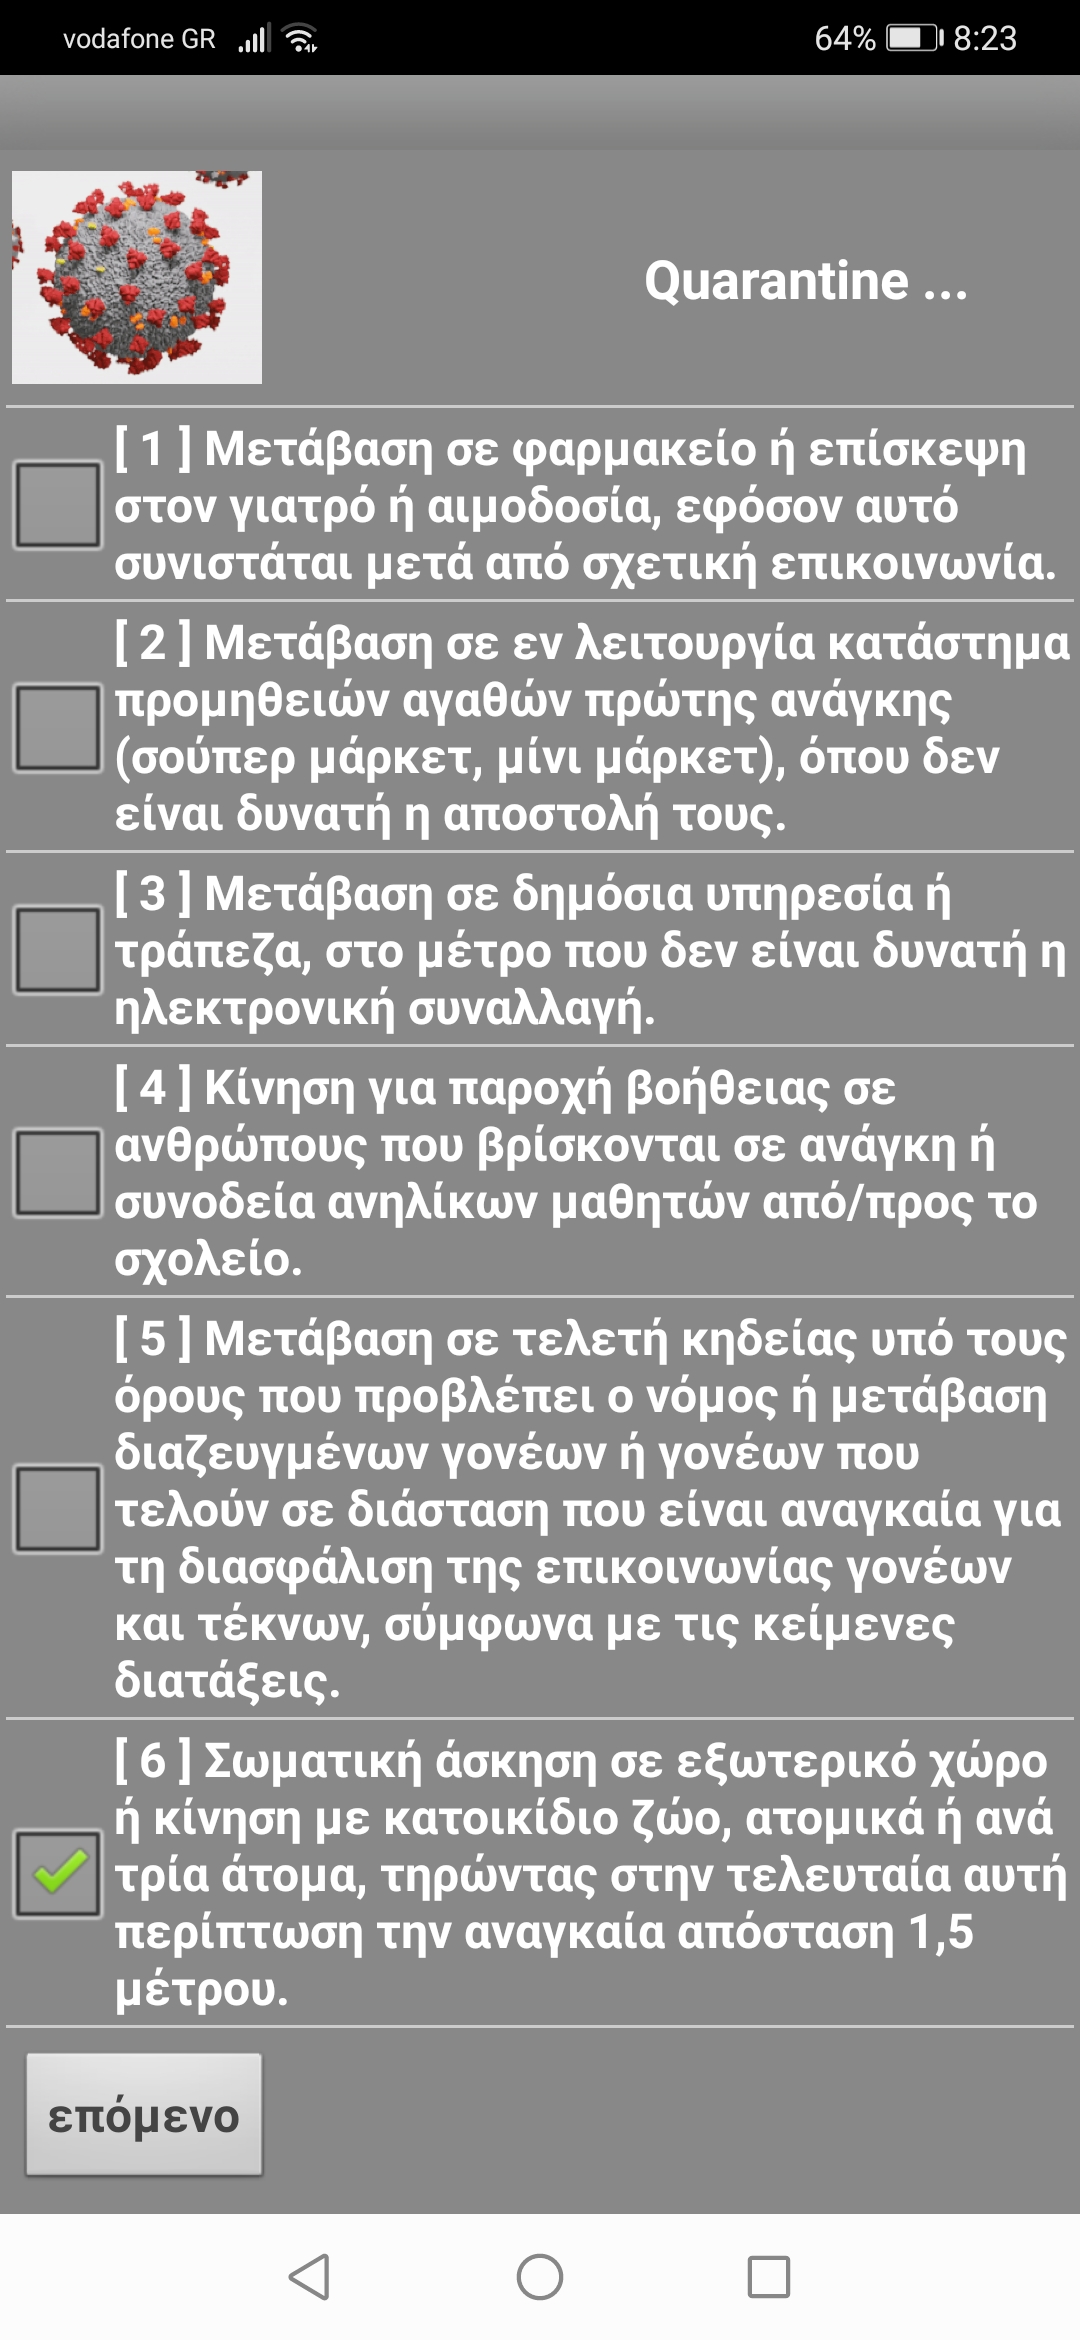 vodafone GR
64%
8:23
Quarantine ...
[ 1 ] Μετάβαση σε φαρμακείο ή επίσκεψη
στον γιατρό ή αιμοδοσία, εφόσον αυτό
συνιστάται μετά από σχετική επικοινωνία.
[ 2 ] Μετάβαση σε εν λειτουργία κατάστημα
προμηθειών αγαθών πρώτης ανάγκης
(σούπερ μάρκετ, μίνι μάρκετ), όπου δεν
είναι δυνατή η αποστολή τους.
[ 3 ] Μετάβαση σε δημόσια υπηρεσία ή
τράπεζα, στο μέτρο που δεν είναι δυνατή η
ηλεκτρονική συναλλαγή.
[ 4 ] Κίνηση για παροχή βοήθειας σε
ανθρώπους που βρίσκονται σε ανάγκη ή
συνοδεία ανηλίκων μαθητών από/προς το
σχολείο.
[ 5 ] Μετάβαση σε τελετή κηδείας υπό τους
όρους που προβλέπει ο νόμος ή μετάβαση
διαζευγμένων γονέων ή γονέων που
τελούν σε διάσταση που είναι αναγκαία για
τη διασφάλιση της επικοινωνίας γονέων
και τέκνων, σύμφωνα με τις κείμενες
διατάξεις.
[ 6 ] Σωματική άσκηση σε εξωτερικό χώρο
ή κίνηση με κατοικίδιο ζώο, ατομικά ή ανά
τρία άτομα, τηρώντας στην τελευταία αυτή
περίπτωση την αναγκαία απόσταση 1,5
μέτρου.
επόμενο